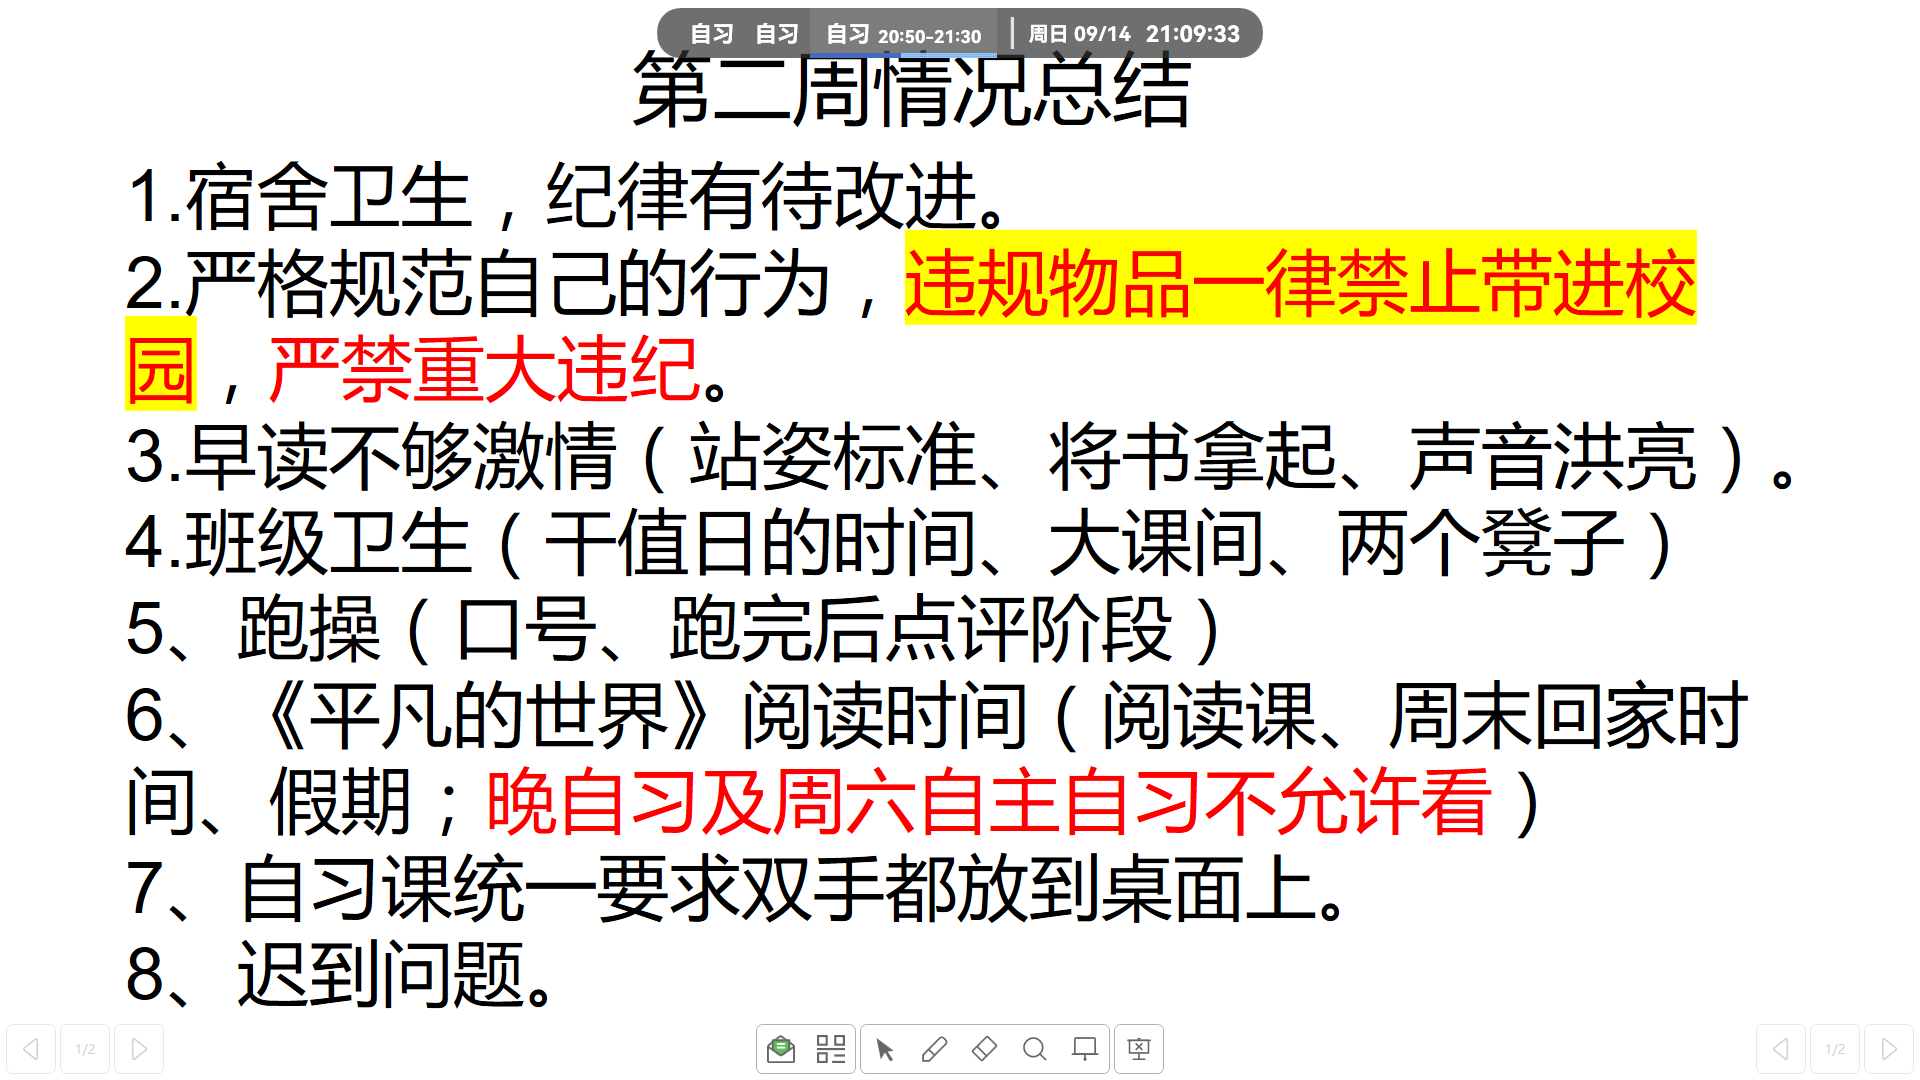 自习 自习 自习 20:50-21:30 周日 09/14 21:09:33
第二周情况总结
1.宿舍卫生，纪律有待改进。
2.严格规范自己的行为，违规物品一律禁止带进校
园，严禁重大违纪。
3.早读不够激情（站姿标准、将书拿起、声音洪亮）。
4.班级卫生（干值日的时间、大课间、两个凳子）
5、跑操（口号、跑完后点评阶段）
6、《平凡的世界》阅读时间（阅读课、周末回家时
间、假期；晚自习及周六自主自习不允许看）
7、自习课统一要求双手都放到桌面上。
8、迟到问题。
1/2 1/2